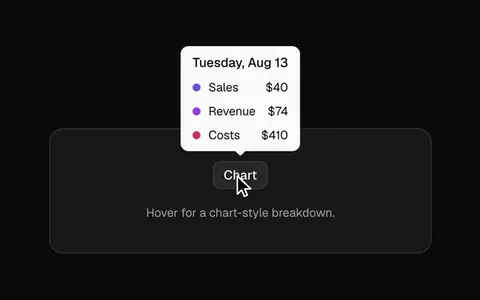 Tuesday, Aug 13
Sales $40
Revenue $74
Costs $410
Chart
Hover for a chart-style breakdown.